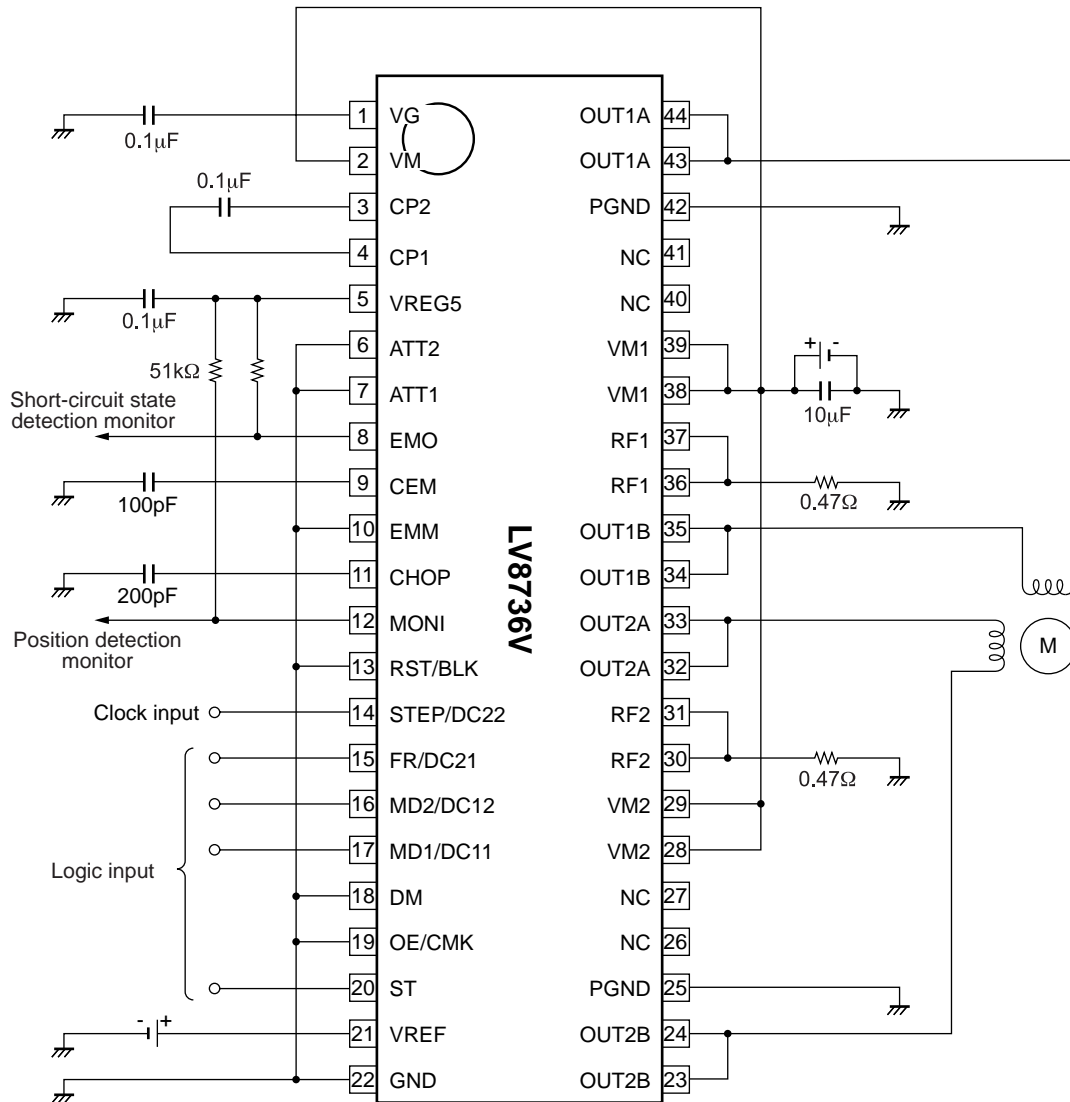 1 VG OUT1A 44
0.1μF
2 VM OUT1A 43
0.1μF
3 CP2 PGND 42
4 CP1 NC 41
5 VREG5 NC 40
0.1μF
6 ATT2 VM1 39
+ -
51kΩ
7 ATT1 VM1 38
10μF
Short-circuit state
detection monitor
8 EMO RF1 37
9 CEM RF1 36
100pF
0.47Ω
10 EMM OUT1B 35
LV8736V
11 CHOP OUT1B 34
200pF
12 MONI OUT2A 33
Position detection
monitor
M
13 RST/BLK OUT2A 32
Clock input
14 STEP/DC22 RF2 31
15 FR/DC21 RF2 30
0.47Ω
16 MD2/DC12 VM2 29
17 MD1/DC11 VM2 28
Logic input
18 DM NC 27
19 OE/CMK NC 26
20 ST PGND 25
- +
21 VREF OUT2B 24
22 GND OUT2B 23